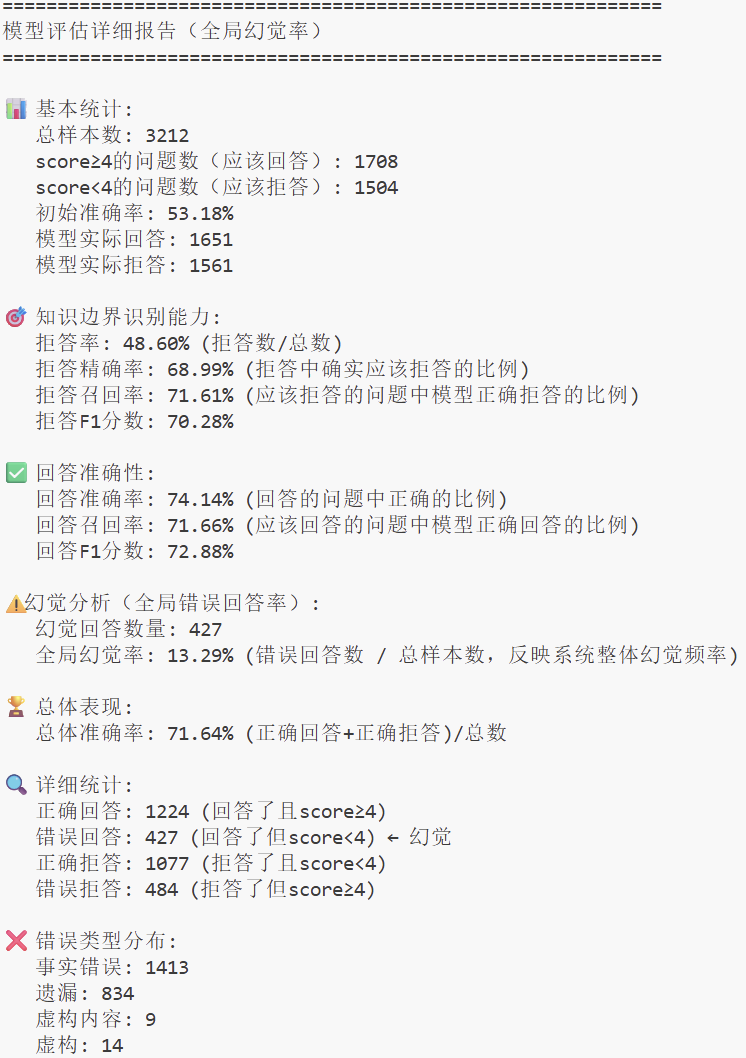 ============================================================
模型评估详细报告（全局幻觉率）
============================================================
📊 基本统计:
总样本数: 3212
score≥4的问题数（应该回答）: 1708
score<4的问题数（应该拒答）: 1504
初始准确率: 53.18%
模型实际回答: 1651
模型实际拒答: 1561
🎯 知识边界识别能力:
拒答率: 48.60% (拒答数/总数)
拒答精确率: 68.99% (拒答中确实应该拒答的比例)
拒答召回率: 71.61% (应该拒答的问题中模型正确拒答的比例)
拒答F1分数: 70.28%
✅ 回答准确性:
回答准确率: 74.14% (回答的问题中正确的比例)
回答召回率: 71.66% (应该回答的问题中模型正确回答的比例)
回答F1分数: 72.88%
⚠️幻觉分析（全局错误回答率）:
幻觉回答数量: 427
全局幻觉率: 13.29% (错误回答数 / 总样本数，反映系统整体幻觉频率)
🏆 总体表现:
总体准确率: 71.64% (正确回答+正确拒答)/总数
🔍 详细统计:
正确回答: 1224 (回答了且score≥4)
错误回答: 427 (回答了但score<4) ← 幻觉
正确拒答: 1077 (拒答了且score<4)
错误拒答: 484 (拒答了但score≥4)
❌ 错误类型分布:
事实错误: 1413
遗漏: 834
虚构内容: 9
虚构: 14